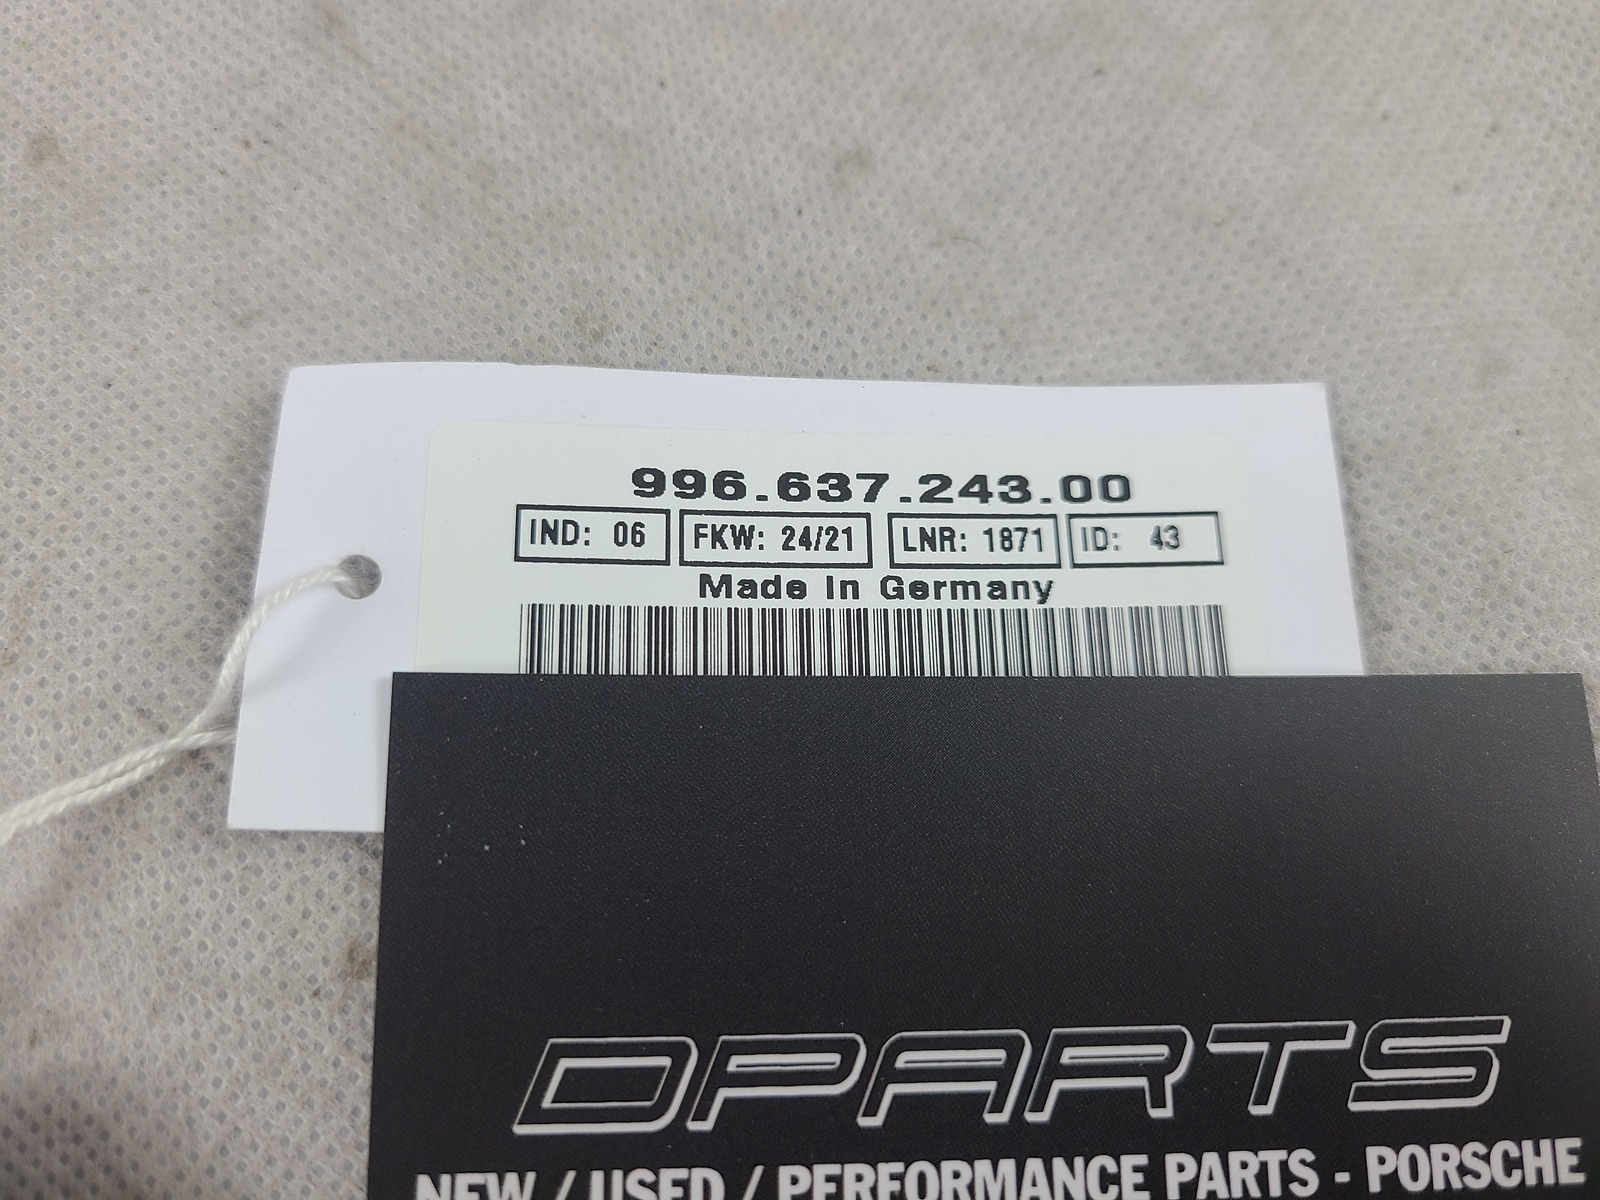 996.637.243.00
IND: 06 FKW: 24/21 LNR: 1871 ID: 43
Made In Germany
DPARTS
NEW / USED / PERFORMANCE PARTS - PORSCHE